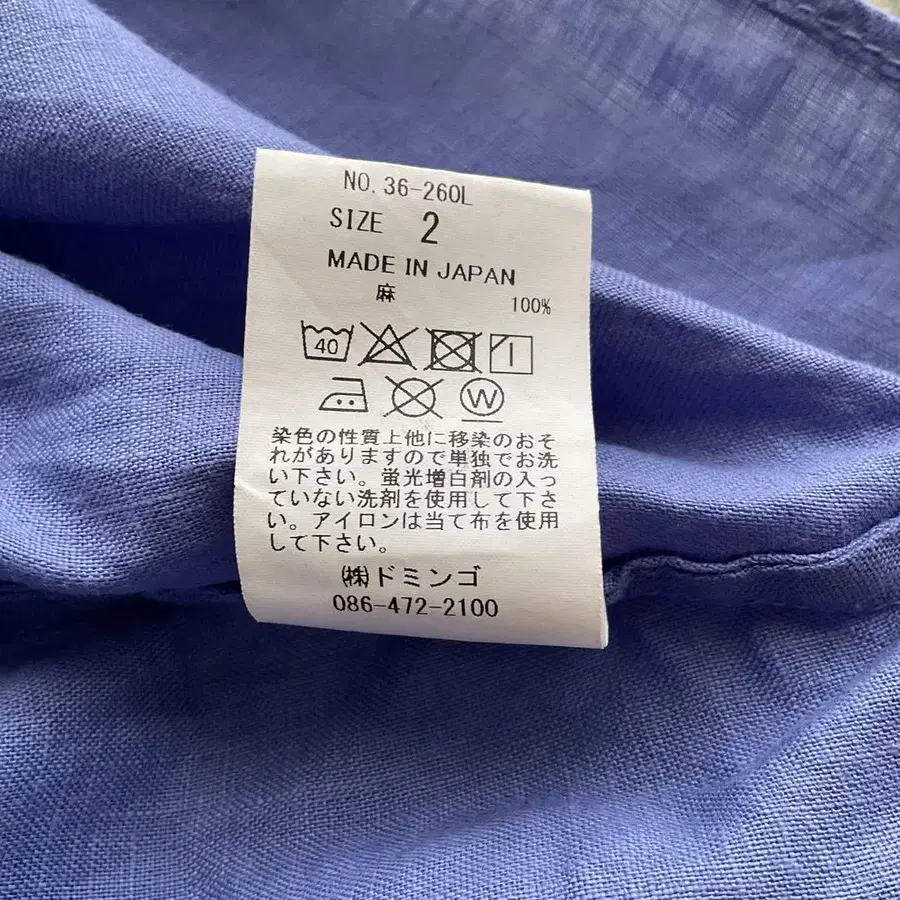 NO. 36-260L
SIZE 2
MADE IN JAPAN
麻 100%
40
W
染色の性質上他に移染のおそ
れがありますので単独でお洗
い下さい。蛍光増白剤の入っ
ていない洗剤を使用して下さ
い。アイロンは当て布を使用
して下さい。
㈱ドミンゴ
086-472-2100